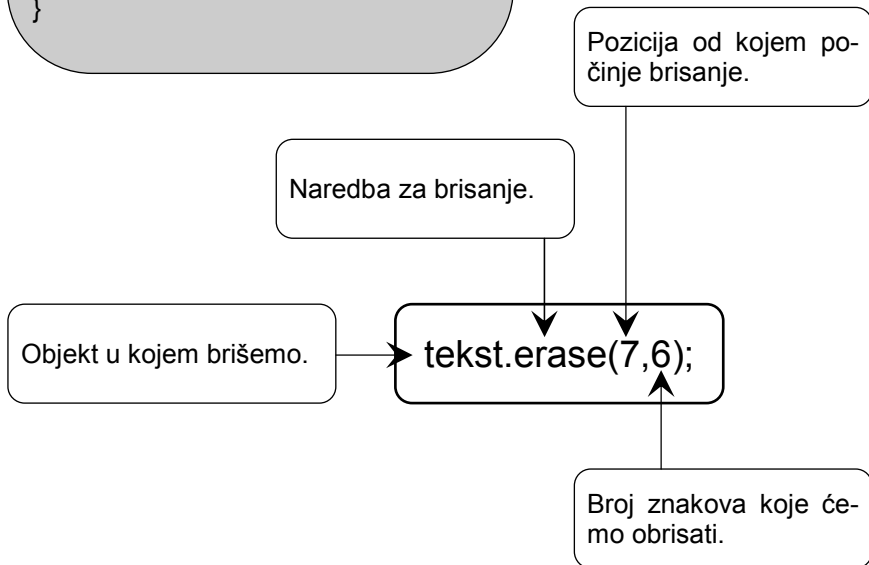 }
Pozicija od kojem po-
činje brisanje.
Naredba za brisanje.
Objekt u kojem brišemo.
tekst.erase(7,6);
Broj znakova koje će-
mo obrisati.